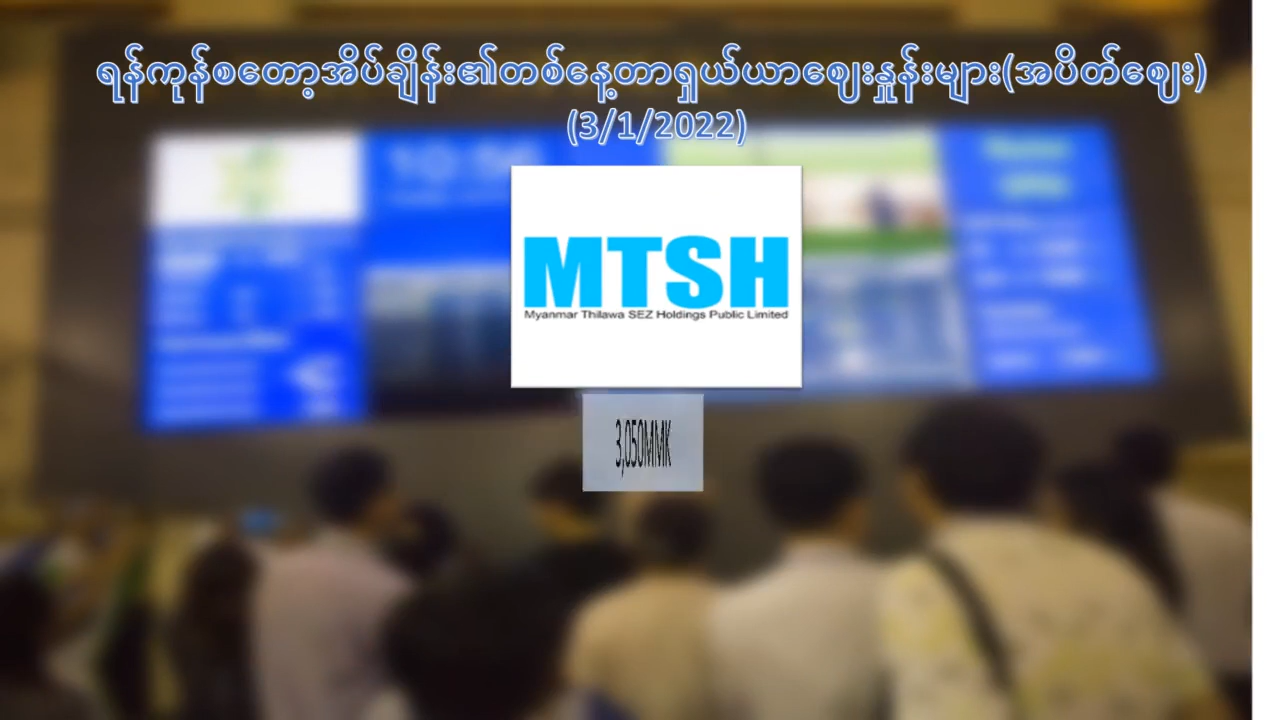 ရန်ကုန်စတော့အိပ်ချိန်း၏တစ်နေ့တာရှယ်ယာဈေးနှုန်းများ(အပိတ်ဈေး)
(3/1/2022)
MTSH
Myanmar Thilawa SEZ Holdings Public Limited
3,050MMK